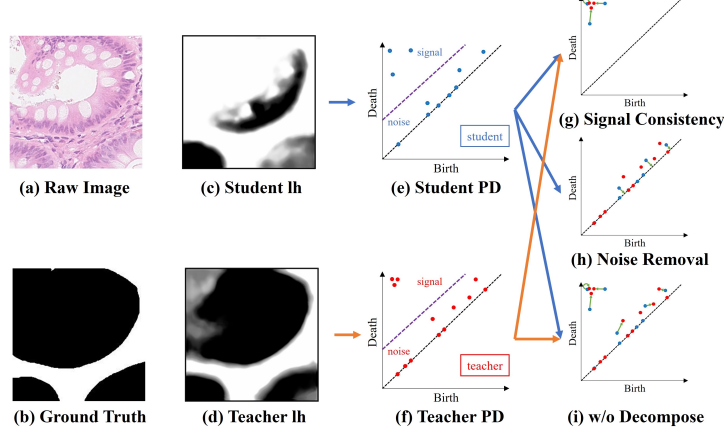 Death
Birth
(g) Signal Consistency
signal
noise
student
Death
Birth
(a) Raw Image
(c) Student lh
(e) Student PD
Death
Birth
(h) Noise Removal
signal
noise
teacher
Death
Birth
(b) Ground Truth
(d) Teacher lh
(f) Teacher PD
Death
Birth
(i) w/o Decompose